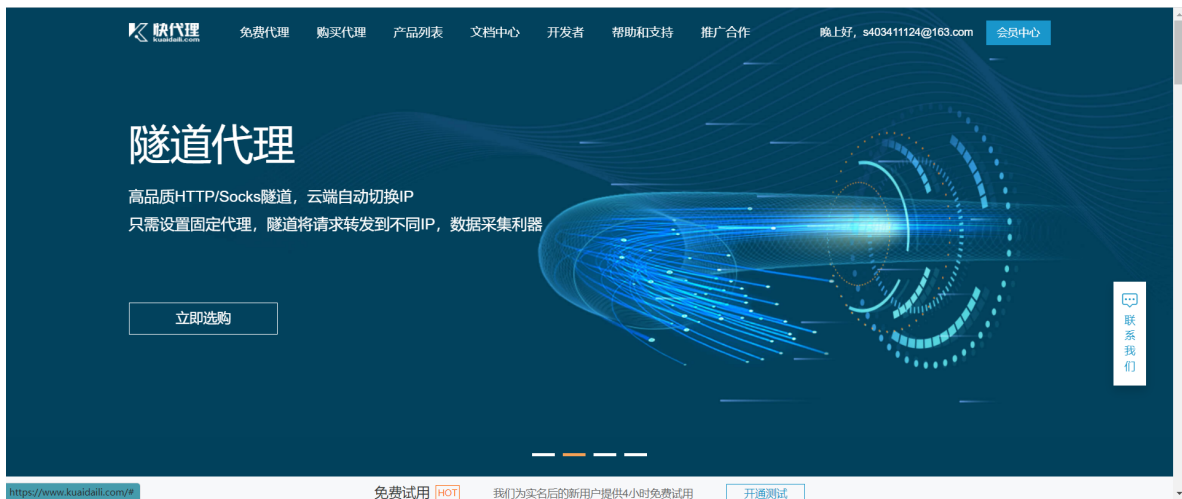 快代理
kuaidaili.com
免费代理 购买代理 产品列表 文档中心 开发者 帮助和支持 推广合作 晚上好，s403411124@163.com 会员中心
隧道代理
高品质HTTP/Socks隧道，云端自动切换IP
只需设置固定代理，隧道将请求转发到不同IP，数据采集利器
立即选购
联
系
我
们
免费试用 HOT 我们为实名后的新用户提供4小时免费试用 开通测试
https://www.kuaidaili.com/#